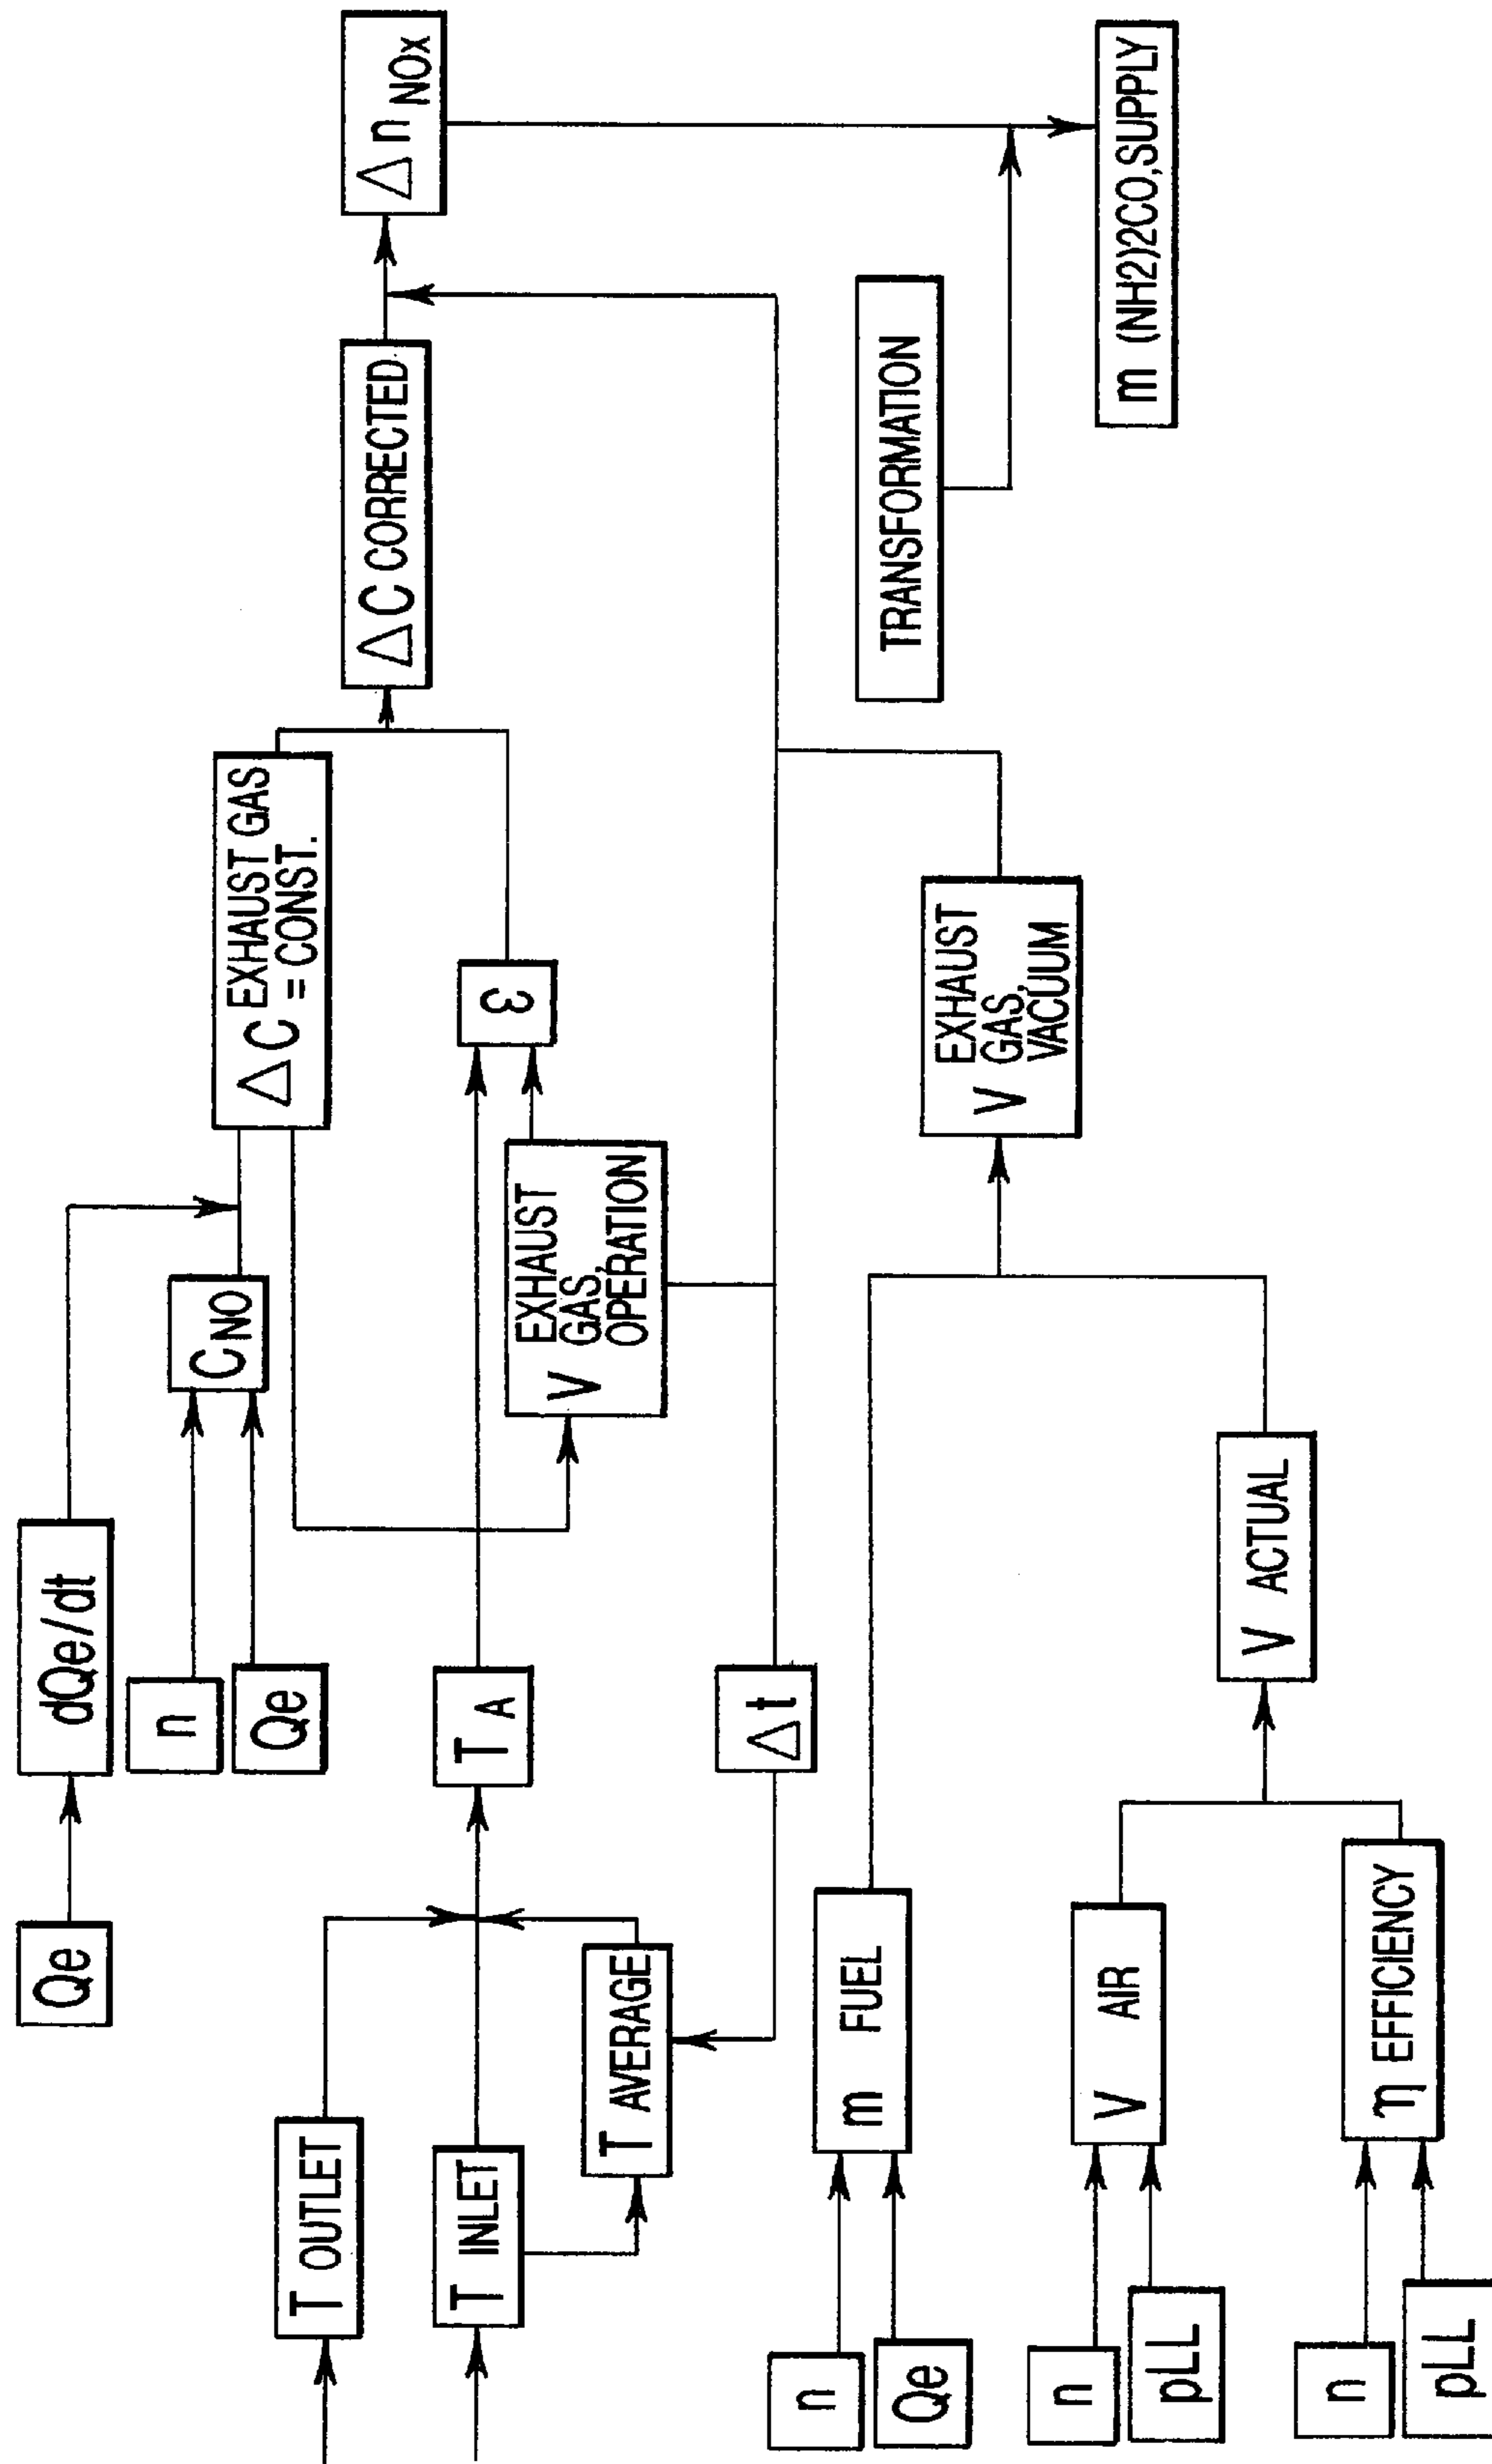 Qe
dQe/dt
n
Qe
C NO
△ C EXHAUST GAS
= CONST.
T OUTLET
T INLET
T AVERAGE
T A
△ t
V EXHAUST
GAS,
OPERATION
ε
△ C CORRECTED
△ n NOx
n
Qe
m FUEL
V EXHAUST
GAS,
VACUUM
TRANSFORMATION
n
pLL
V AIR
n
pLL
η EFFICIENCY
V ACTUAL
m (NH2)2CO,SUPPLY